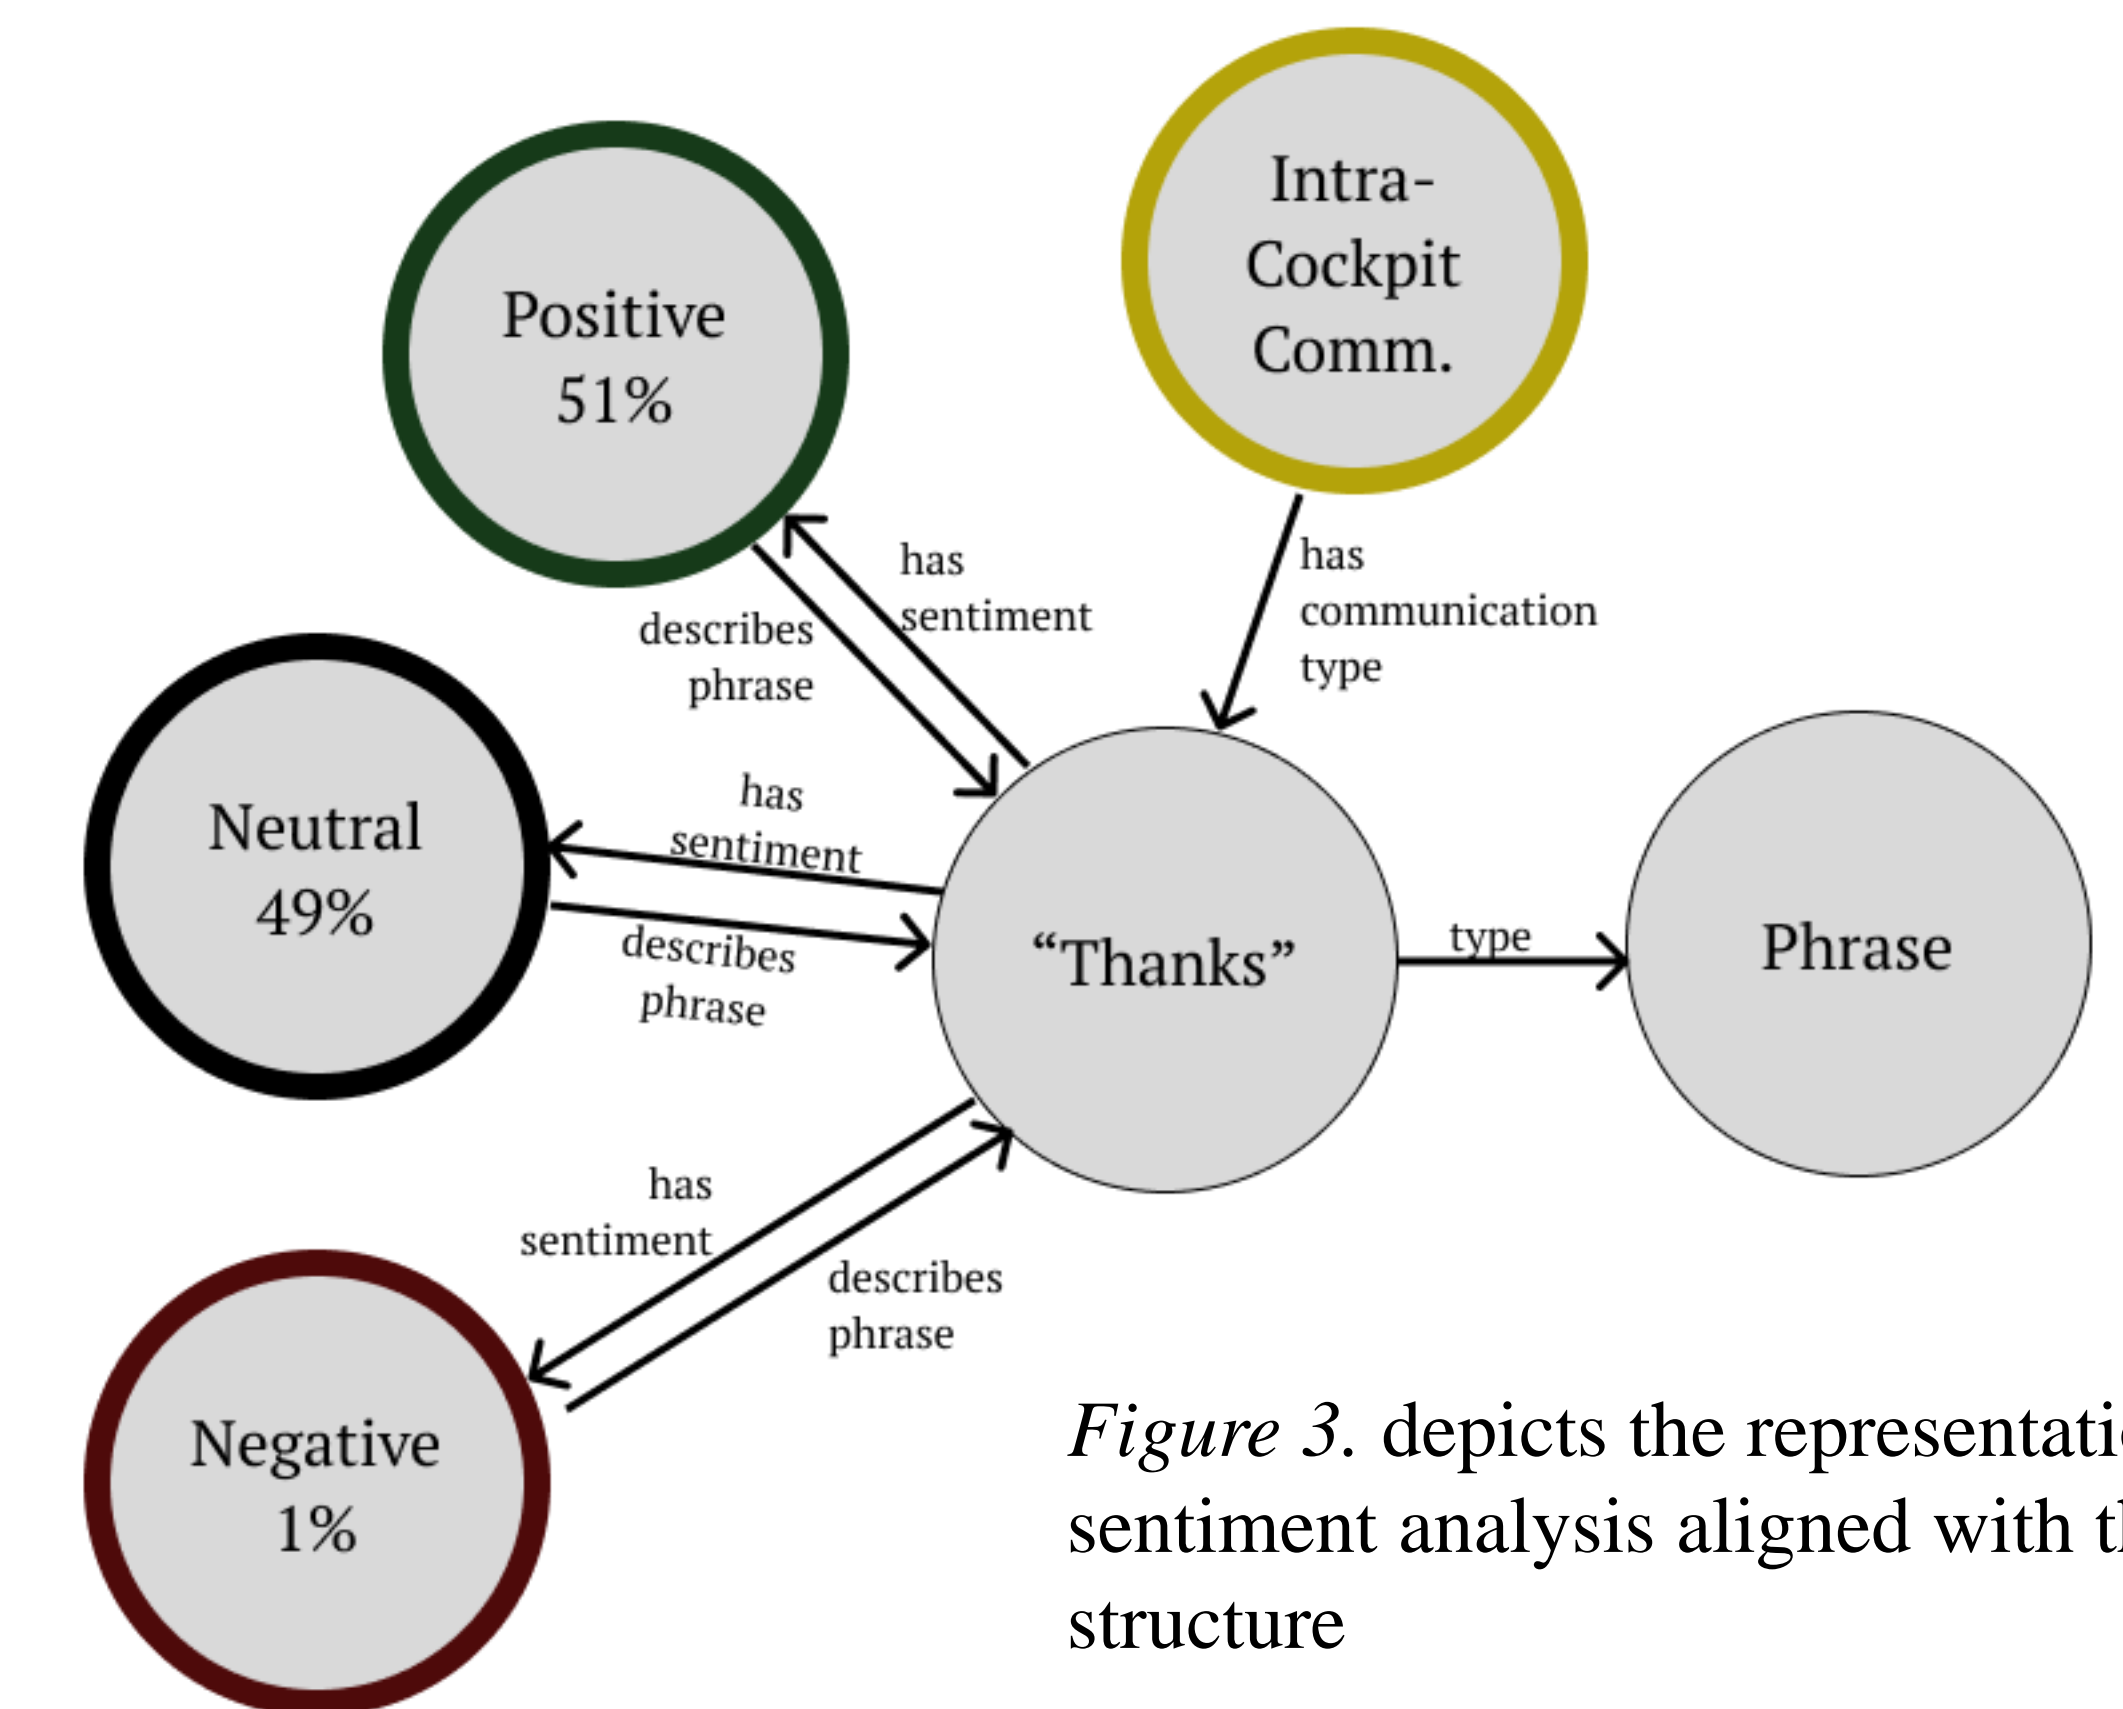 Intra-
Cockpit
Comm.
Positive
51%
has
sentiment
describes
phrase
has
communication
type
Neutral
49%
has
sentiment
describes
phrase
“Thanks”
type
Phrase
has
sentiment
describes
phrase
Negative
1%
Figure 3. depicts the
sentiment analysis aligned with
structure